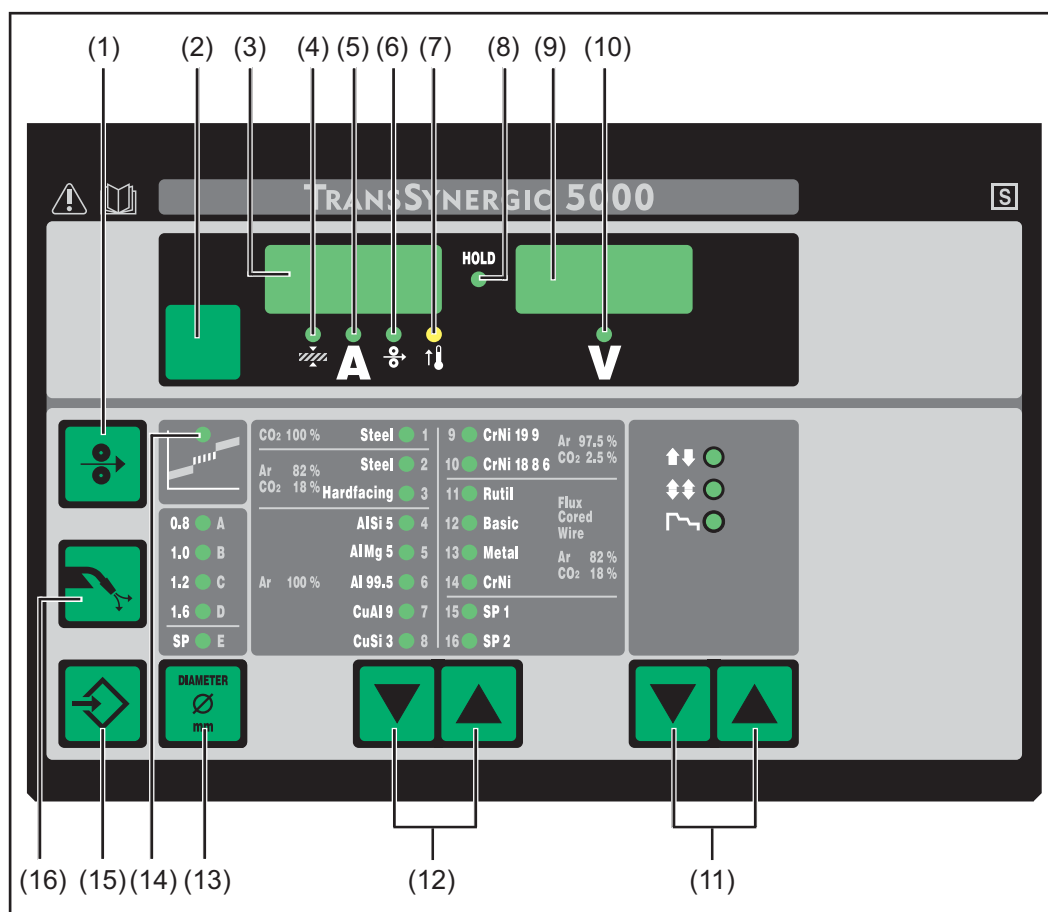 (1) (2) (3) (4) (5) (6) (7) (8) (9) (10)
TRANSSYNERGIC 5000
S
HOLD
A
V
CO2 100 % Steel 1 9 CrNi 19 9 Ar 97.5 %
Ar 82 % Steel 2 10 CrNi 18 8 6 CO2 2.5 %
CO2 18 % Hardfacing 3 11 Rutil Flux
0.8 A AlSi 5 4 12 Basic Cored
Wire
1.0 B AlMg 5 5 13 Metal Ar 82 %
1.2 C Ar 100 % Al 99.5 6 14 CrNi CO2 18 %
1.6 D CuAl 9 7 15 SP 1
SP E CuSi 3 8 16 SP 2
DIAMETER
Ø
mm
(16) (15) (14) (13) (12) (11)